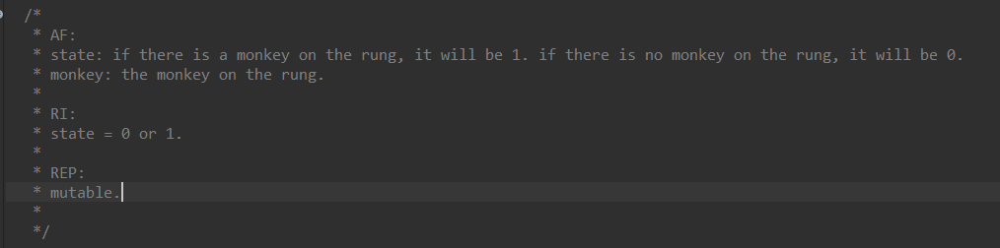 /*
* AF:
* state: if there is a monkey on the rung, it will be 1. if there is no monkey on the rung, it will be 0.
* monkey: the monkey on the rung.
*
* RI:
* state = 0 or 1.
*
* REP:
* mutable.
*
*/